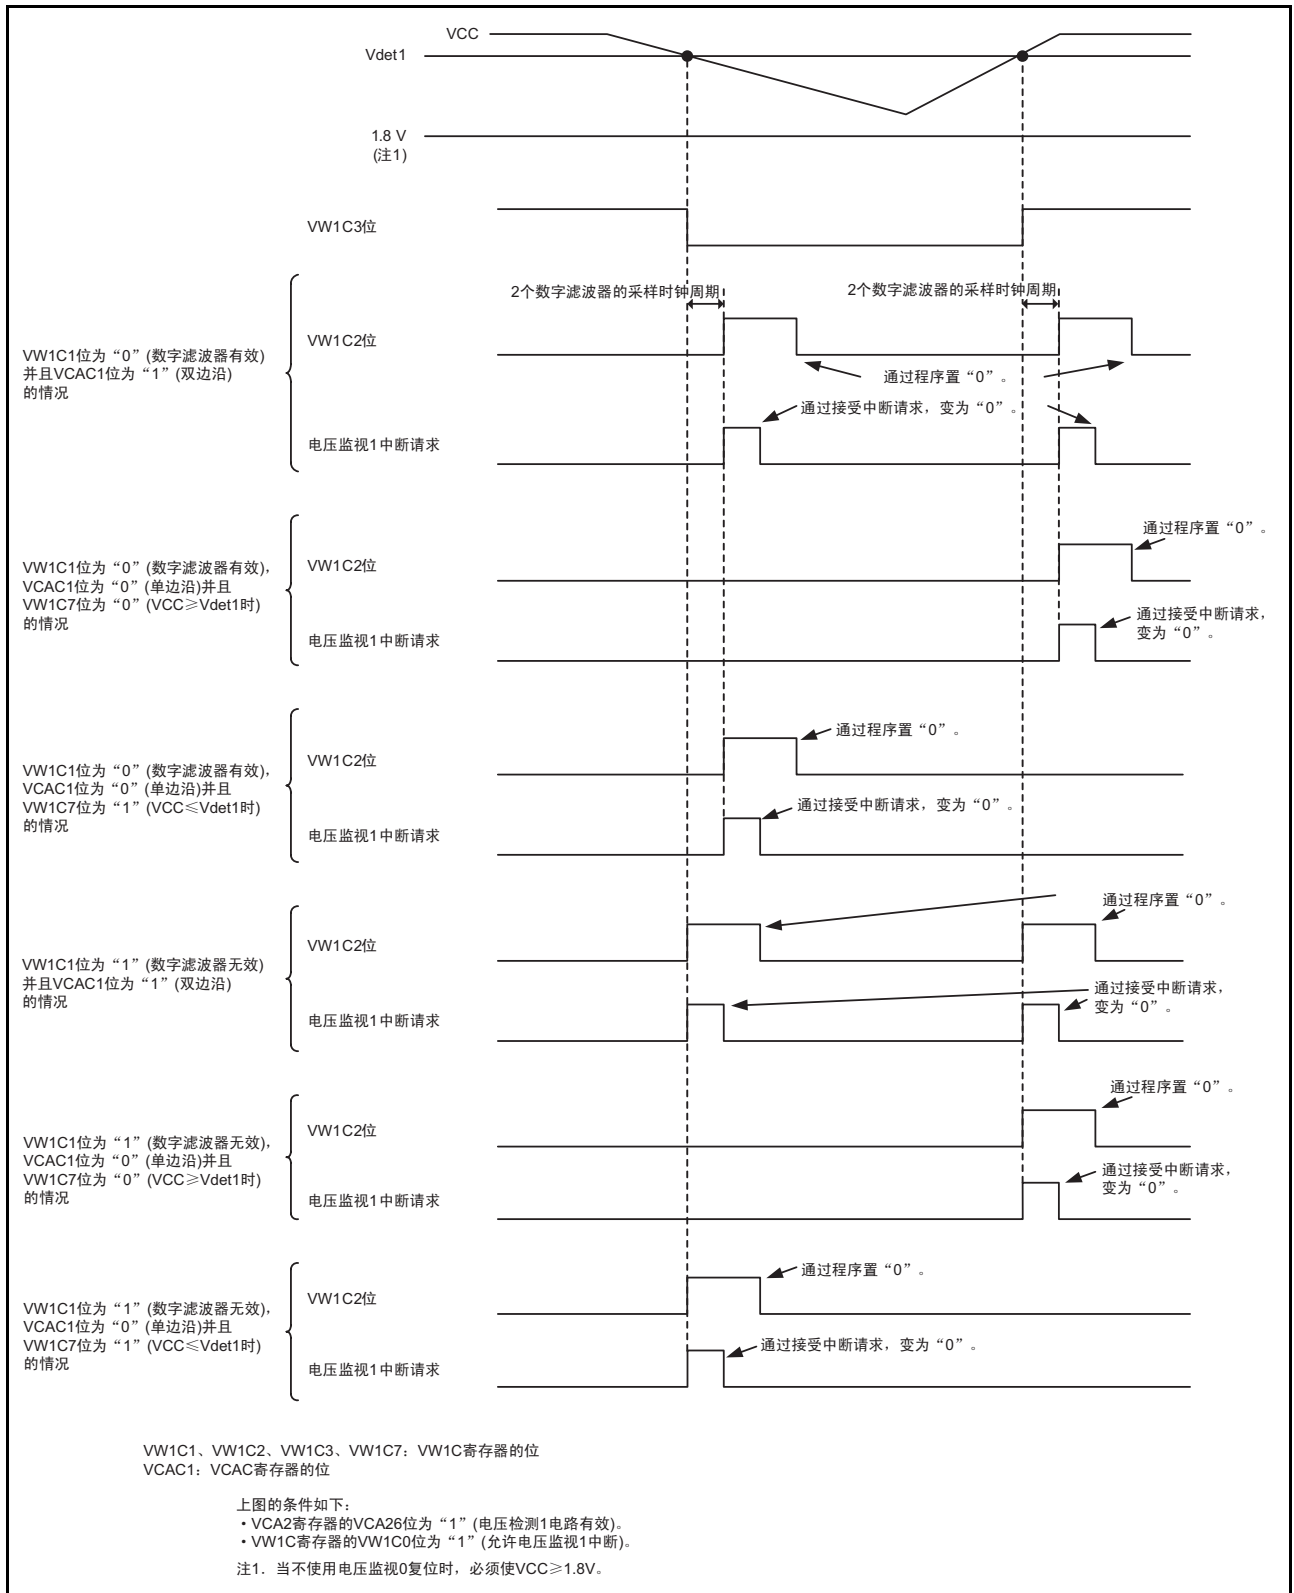 VCC
Vdet1
1.8 V
(注1)
VW1C3位
2个数字滤波器的采样时钟周期
2个数字滤波器的采样时钟周期
VW1C1位为“0”(数字滤波器有效)
并且VCAC1位为“1”(双边沿)
的情况
VW1C2位
通过程序置“0”。
通过接受中断请求，变为“0”。
电压监视1中断请求
VW1C1位为“0”(数字滤波器有效)，
VCAC1位为“0”(单边沿)并且
VW1C7位为“0”(VCC≥Vdet1时)
的情况
VW1C2位
通过程序置“0”。
电压监视1中断请求
通过接受中断请求，
变为“0”。
VW1C1位为“0”(数字滤波器有效)，
VCAC1位为“0”(单边沿)并且
VW1C7位为“1”(VCC≤Vdet1时)
的情况
VW1C2位
通过程序置“0”。
电压监视1中断请求
通过接受中断请求，变为“0”。
VW1C1位为“1”(数字滤波器无效)
并且VCAC1位为“1”(双边沿)
的情况
VW1C2位
通过程序置“0”。
电压监视1中断请求
通过接受中断请求，
变为“0”。
VW1C1位为“1”(数字滤波器无效)，
VCAC1位为“0”(单边沿)并且
VW1C7位为“0”(VCC≥Vdet1时)
的情况
VW1C2位
通过程序置“0”。
电压监视1中断请求
通过接受中断请求，
变为“0”。
VW1C1位为“1”(数字滤波器无效)，
VCAC1位为“0”(单边沿)并且
VW1C7位为“1”(VCC≤Vdet1时)
的情况
VW1C2位
通过程序置“0”。
电压监视1中断请求
通过接受中断请求，变为“0”。
VW1C1、VW1C2、VW1C3、VW1C7：VW1C寄存器的位
VCAC1：VCAC寄存器的位
上图的条件如下：
・VCA2寄存器的VCA26位为“1”(电压检测1电路有效)。
・VW1C寄存器的VW1C0位为“1”(允许电压监视1中断)。
注1. 当不使用电压监视0复位时，必须使VCC≥1.8V。